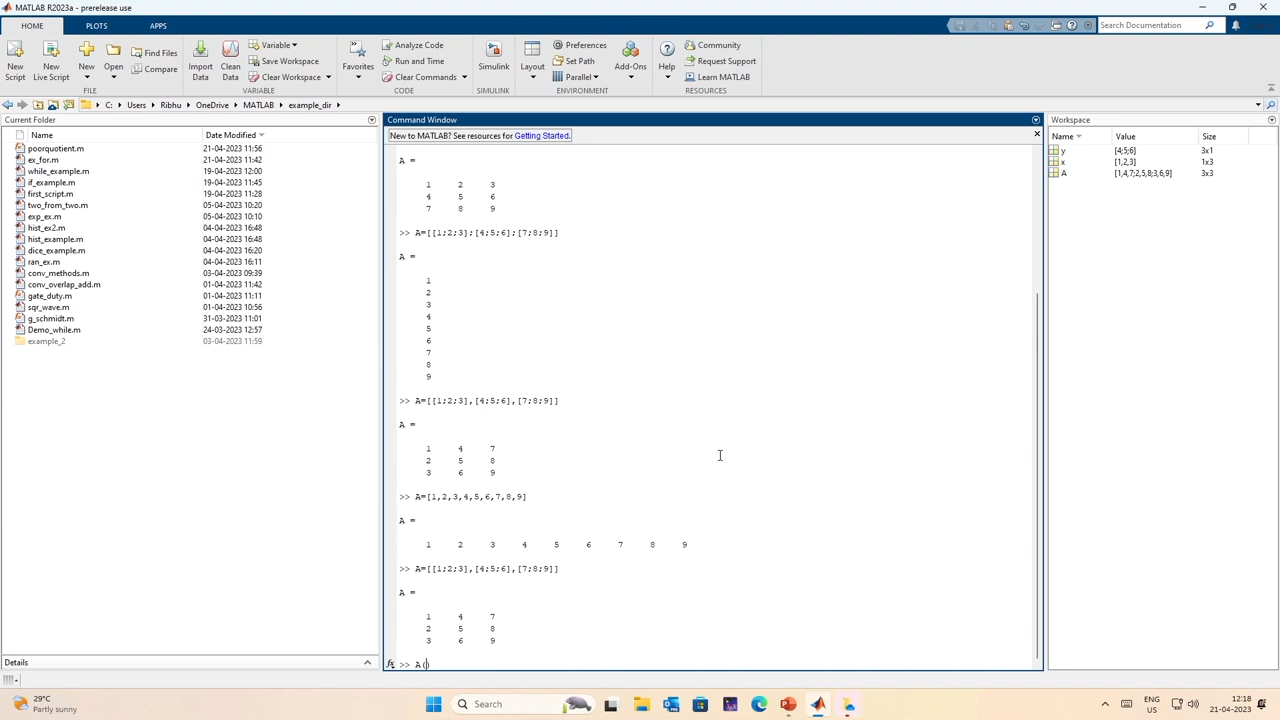 MATLAB R2023a - prerelease use
HOME PLOTS APPS
Search Documentation
New Script
New Live Script
New
Open
Find Files
Compare
Import Data
Clean Data
Variable
Save Workspace
Clear Workspace
Favorites
Analyze Code
Run and Time
Clear Commands
Simulink
Layout
Preferences
Set Path
Parallel
Add-Ons
Help
Community
Request Support
Learn MATLAB
FILE VARIABLE CODE SIMULINK ENVIRONMENT RESOURCES
C: Users Ribhu OneDrive MATLAB example_dir
Current Folder
Name Date Modified
poorquotient.m 21-04-2023 11:56
ex_for.m 21-04-2023 11:42
while_example.m 19-04-2023 12:00
if_example.m 19-04-2023 11:45
first_script.m 19-04-2023 11:28
two_from_two.m 05-04-2023 10:20
exp_ex.m 05-04-2023 10:10
hist_ex2.m 04-04-2023 16:48
hist_example.m 04-04-2023 16:48
dice_example.m 04-04-2023 16:20
ran_ex.m 04-04-2023 16:11
conv_methods.m 03-04-2023 09:39
conv_overlap_add.m 01-04-2023 11:42
gate_duty.m 01-04-2023 11:11
sqr_wave.m 01-04-2023 10:56
g_schmidt.m 31-03-2023 11:01
Demo_while.m 24-03-2023 12:57
example_2 03-04-2023 11:59
Details
Command Window
New to MATLAB? See resources for Getting Started.
A =
1 2 3
4 5 6
7 8 9
>> A=[[1;2;3];[4;5;6];[7;8;9]]
A =
1
2
3
4
5
6
7
8
9
>> A=[[1;2;3],[4;5;6],[7;8;9]]
A =
1 4 7
2 5 8
3 6 9
>> A=[1,2,3,4,5,6,7,8,9]
A =
1 2 3 4 5 6 7 8 9
>> A=[[1;2;3],[4;5;6],[7;8;9]]
A =
1 4 7
2 5 8
3 6 9
fx >> A()
Workspace
Name Value Size
y [4;5;6] 3x1
x [1,2,3] 1x3
A [1,4,7;2,5,8;3,6,9] 3x3
29°C
Partly sunny
Search
ENG
US
12:18
21-04-2023